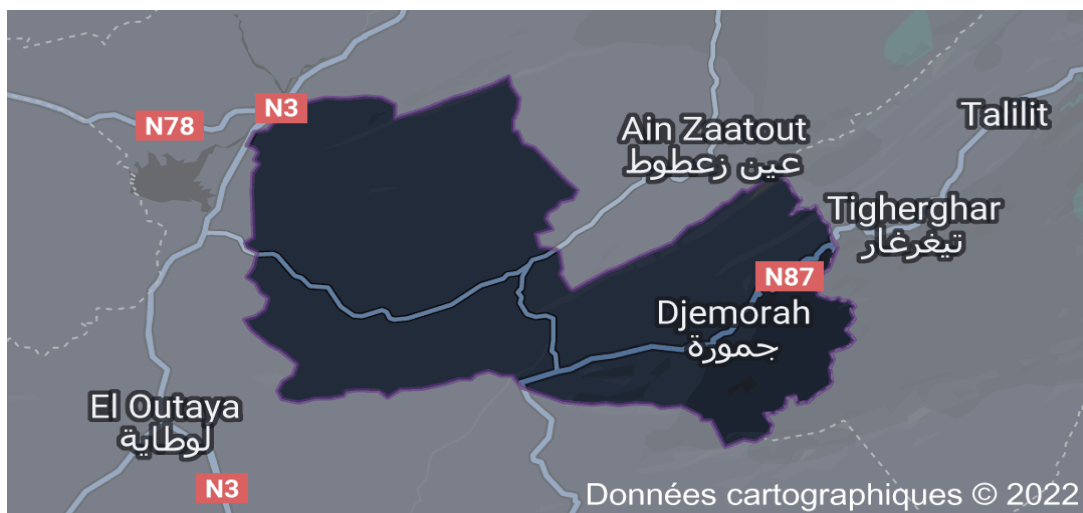 N3
N78
Talilit
Ain Zaatout
عين زعطوط
Tigherghar
تيغرغار
N87
Djemorah
جمورة
El Outaya
لوطاية
N3
Données cartographiques © 2022